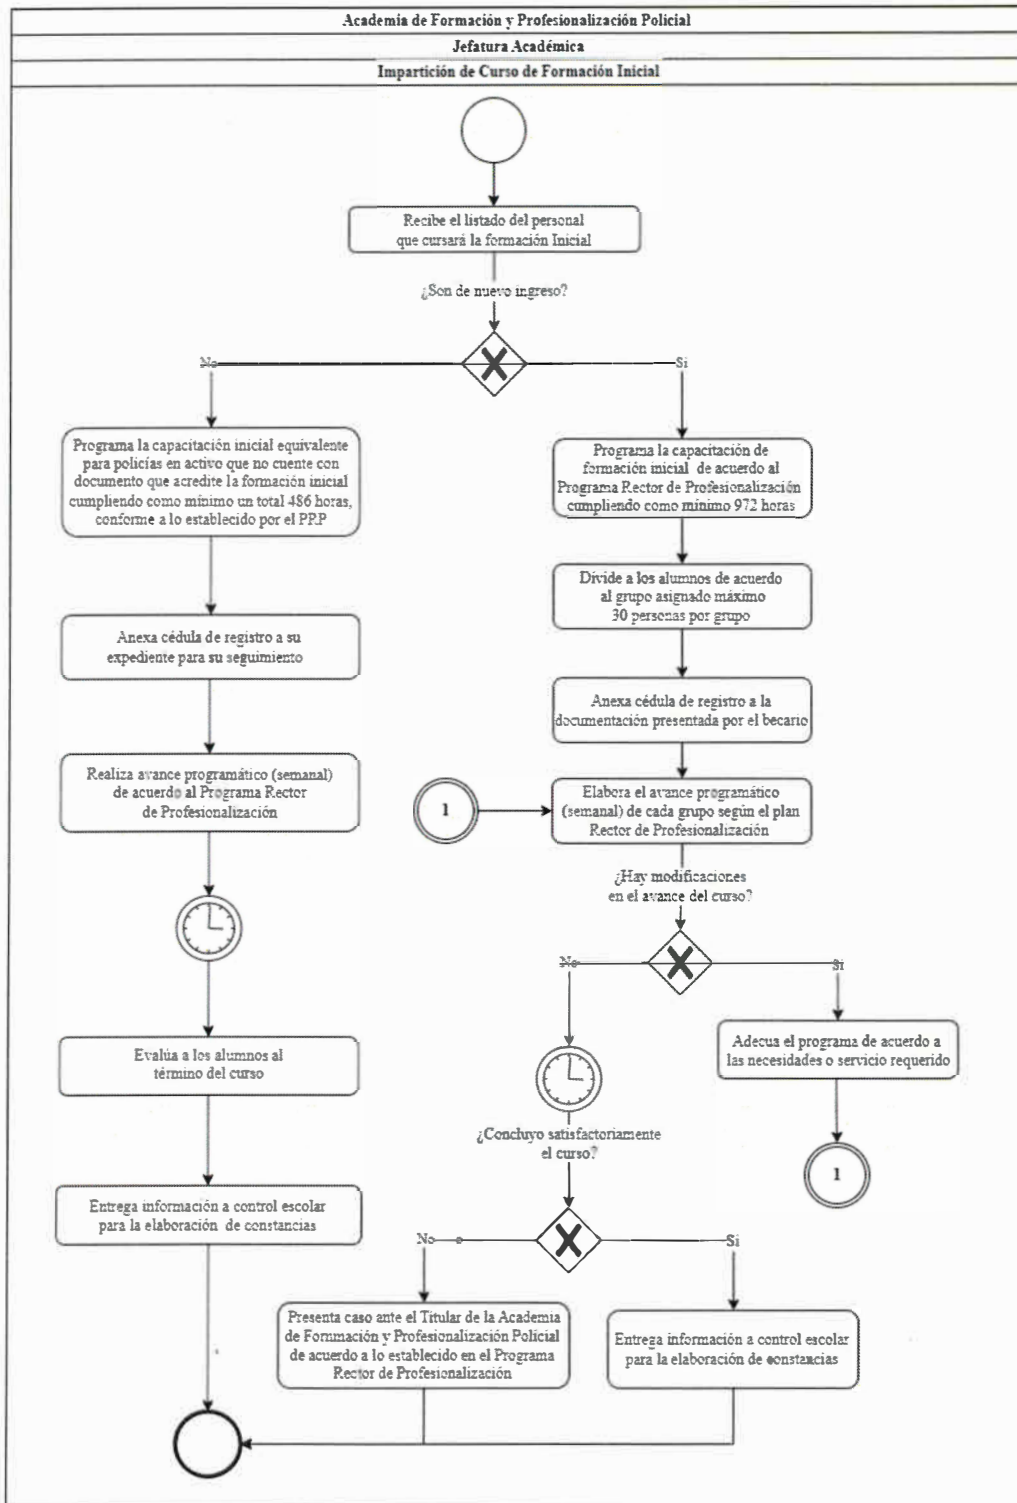 Academia de Formación y Profesionalización Policial
Jefatura Académica
Impartición de Curso de Formación Inicial
Recibe el listado del personal
que cursará la formación Inicial
¿Son de nuevo ingreso?
No
Si
Programa la capacitación inicial equivalente
para policías en activo que no cuente con
documento que acredite la formación inicial
cumpliendo como mínimo un total 486 horas,
conforme a lo establecido por el PRP
Anexa cédula de registro a su
expediente para su seguimiento
Realiza avance programático (semanal)
de acuerdo al Programa Rector
de Profesionalización
Evalúa a los alumnos al
término del curso
Entrega información a control escolar
para la elaboración de constancias
Programa la capacitación de
formación inicial de acuerdo al
Programa Rector de Profesionalización
cumpliendo como mínimo 972 horas
Divide a los alumnos de acuerdo
al grupo asignado máximo
30 personas por grupo
Anexa cédula de registro a la
documentación presentada por el becario
1
Elabora el avance programático
(semanal) de cada grupo según el plan
Rector de Profesionalización
¿Hay modificaciones
en el avance del curso?
No
Si
Adecua el programa de acuerdo a
las necesidades o servicio requerido
1
¿Concluyo satisfactoriamente
el curso?
No
Si
Presenta caso ante el Titular de la Academia
de Formación y Profesionalización Policial
de acuerdo a lo establecido en el Programa
Rector de Profesionalización
Entrega información a control escolar
para la elaboración de constancias